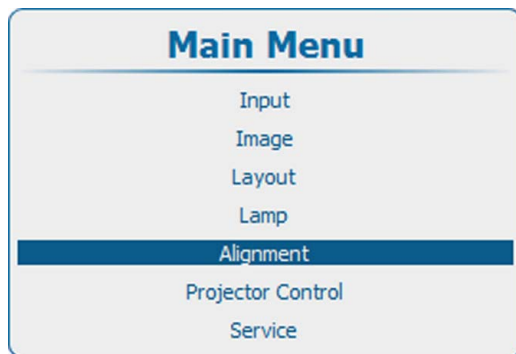 Main Menu
Input
Image
Layout
Lamp
Alignment
Projector Control
Service